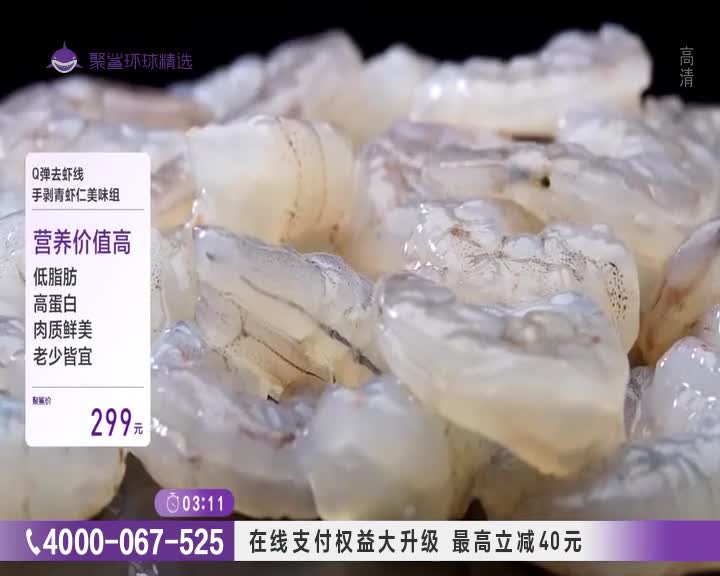 聚鲨环球精选
高清
Q弹去虾线
手剥青虾仁美味组
营养价值高
低脂肪
高蛋白
肉质鲜美
老少皆宜
聚鲨价
299元
03:11
4000-067-525
在线支付权益大升级 最高立减40元